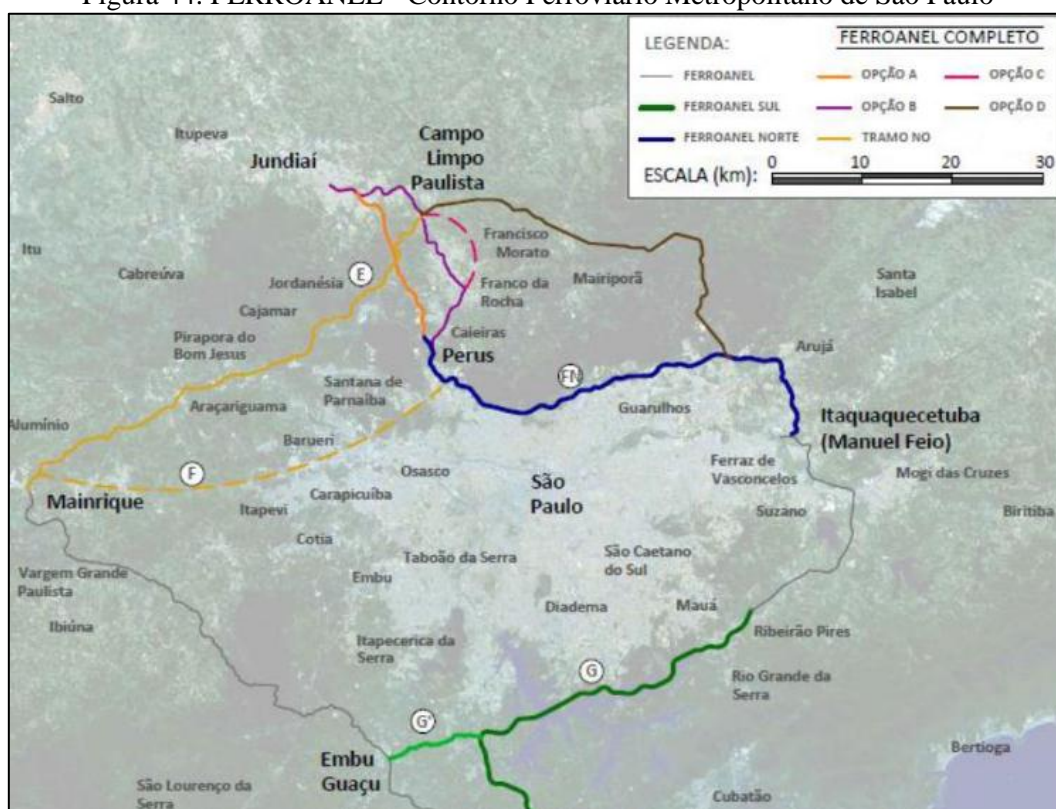 Figura 44: FERROANEL - Contorno Ferroviário Metropolitano de São Paulo
LEGENDA:
FERROANEL COMPLETO
FERROANEL
OPÇÃO A
OPÇÃO C
FERROANEL SUL
OPÇÃO B
OPÇÃO D
FERROANEL NORTE
TRAMO NO
ESCALA (km):
0
10
20
30
Salto
Itupeva
Jundiaí
Campo
Limpo
Paulista
Itu
Cabreúva
E
Jordanésia
Cajamar
Francisco
Morato
Mairiporã
Franco da
Rocha
Santa
Isabel
Pirapora do
Bom Jesus
Caieiras
Perus
Arujá
Santana de
Parnaíba
FN
Araçariguama
Guarulhos
Alumínio
Barueri
Itaquaquecetuba
(Manuel Feio)
F
Osasco
São
Paulo
Ferraz de
Vasconcelos
Mogi das Cruzes
Mainrique
Carapicuíba
Itapevi
Suzano
Biritiba
Cotia
Taboão da Serra
São Caetano
do Sul
Vargem Grande
Paulista
Embu
Diadema
Mauá
Ibiúna
Ribeirão Pires
Itapecerica da
Serra
G
Rio Grande da
Serra
G'
Embu
Guaçu
Bertioga
São Lourenço da
Serra
Cubatão